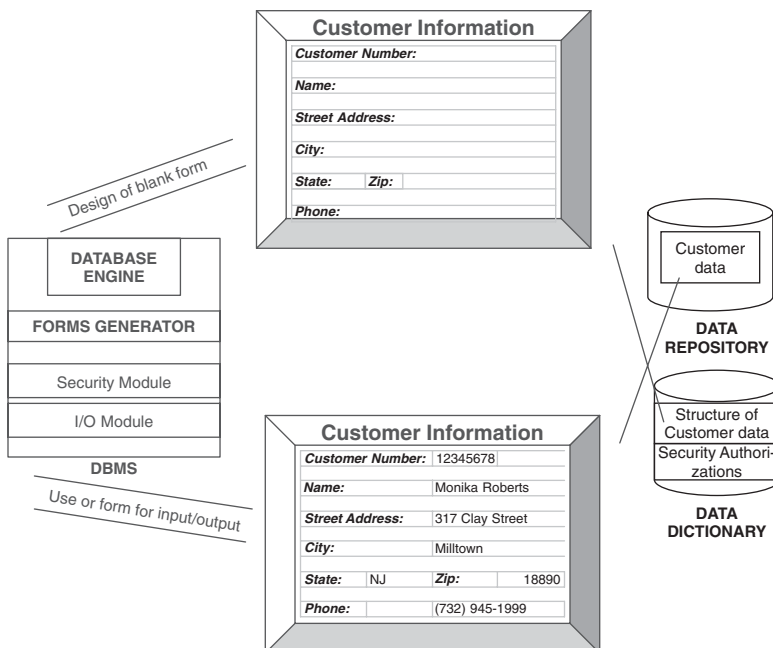 Customer Information
Customer Number:
Name:
Street Address:
City:
State: Zip:
Phone:
Design of blank form
DATABASE
ENGINE
FORMS GENERATOR
Security Module
I/O Module
DBMS
Use or form for input/output
Customer
data
DATA
REPOSITORY
Structure of
Customer data
Security Authori-
zations
DATA
DICTIONARY
Customer Information
Customer Number: 12345678
Name: Monika Roberts
Street Address: 317 Clay Street
City: Milltown
State: NJ Zip: 18890
Phone: (732) 945-1999